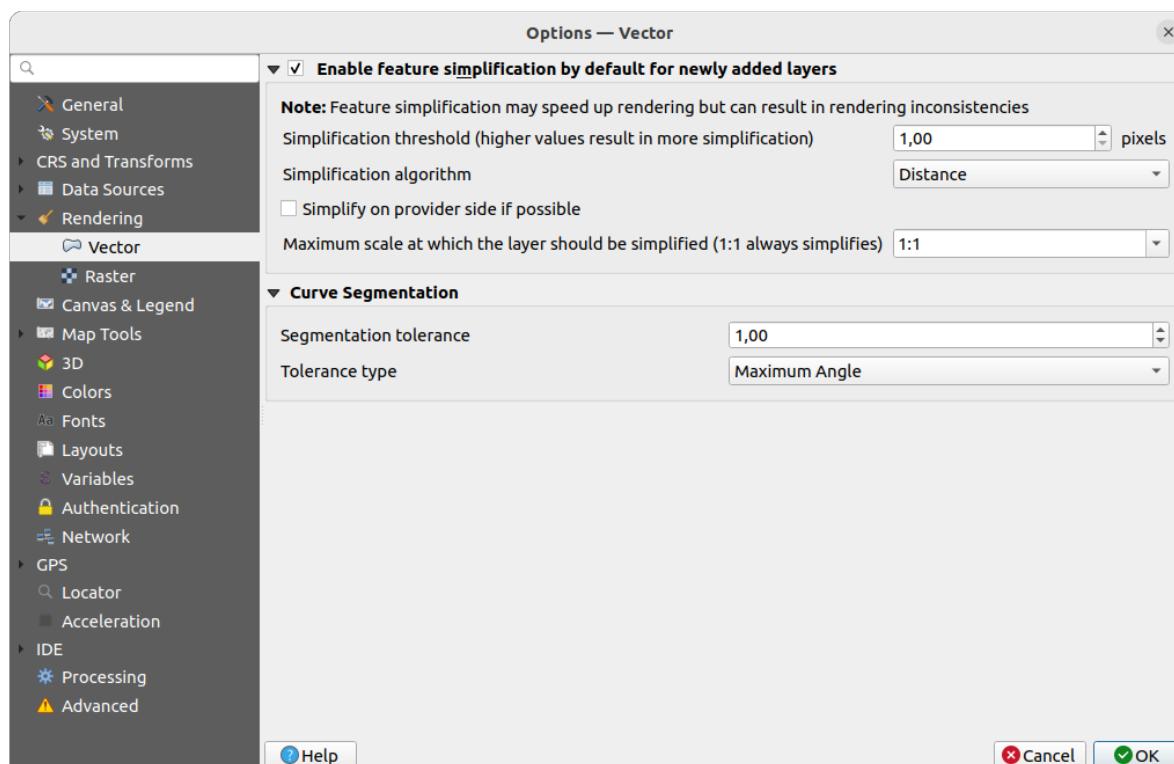 Options — Vector
General
System
CRS and Transforms
Data Sources
Rendering
Vector
Raster
Canvas & Legend
Map Tools
3D
Colors
Aa Fonts
Layouts
Variables
Authentication
Network
GPS
Locator
Acceleration
IDE
Processing
Advanced
Enable feature simplification by default for newly added layers
Note: Feature simplification may speed up rendering but can result in rendering inconsistencies
Simplification threshold (higher values result in more simplification) 1,00 pixels
Simplification algorithm Distance
Simplify on provider side if possible
Maximum scale at which the layer should be simplified (1:1 always simplifies) 1:1
Curve Segmentation
Segmentation tolerance 1,00
Tolerance type Maximum Angle
Help Cancel OK